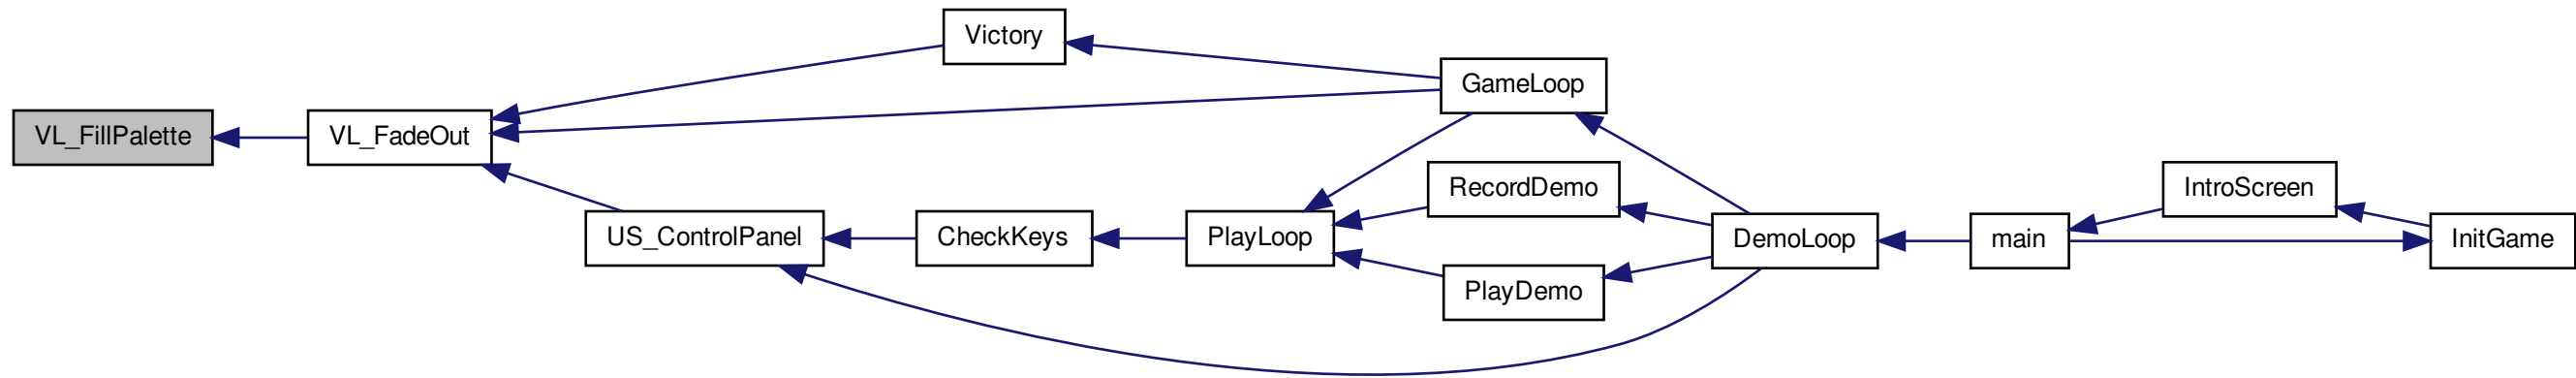 Victory
GameLoop
VL_FillPalette
VL_FadeOut
RecordDemo
IntroScreen
US_ControlPanel
CheckKeys
PlayLoop
DemoLoop
main
InitGame
PlayDemo